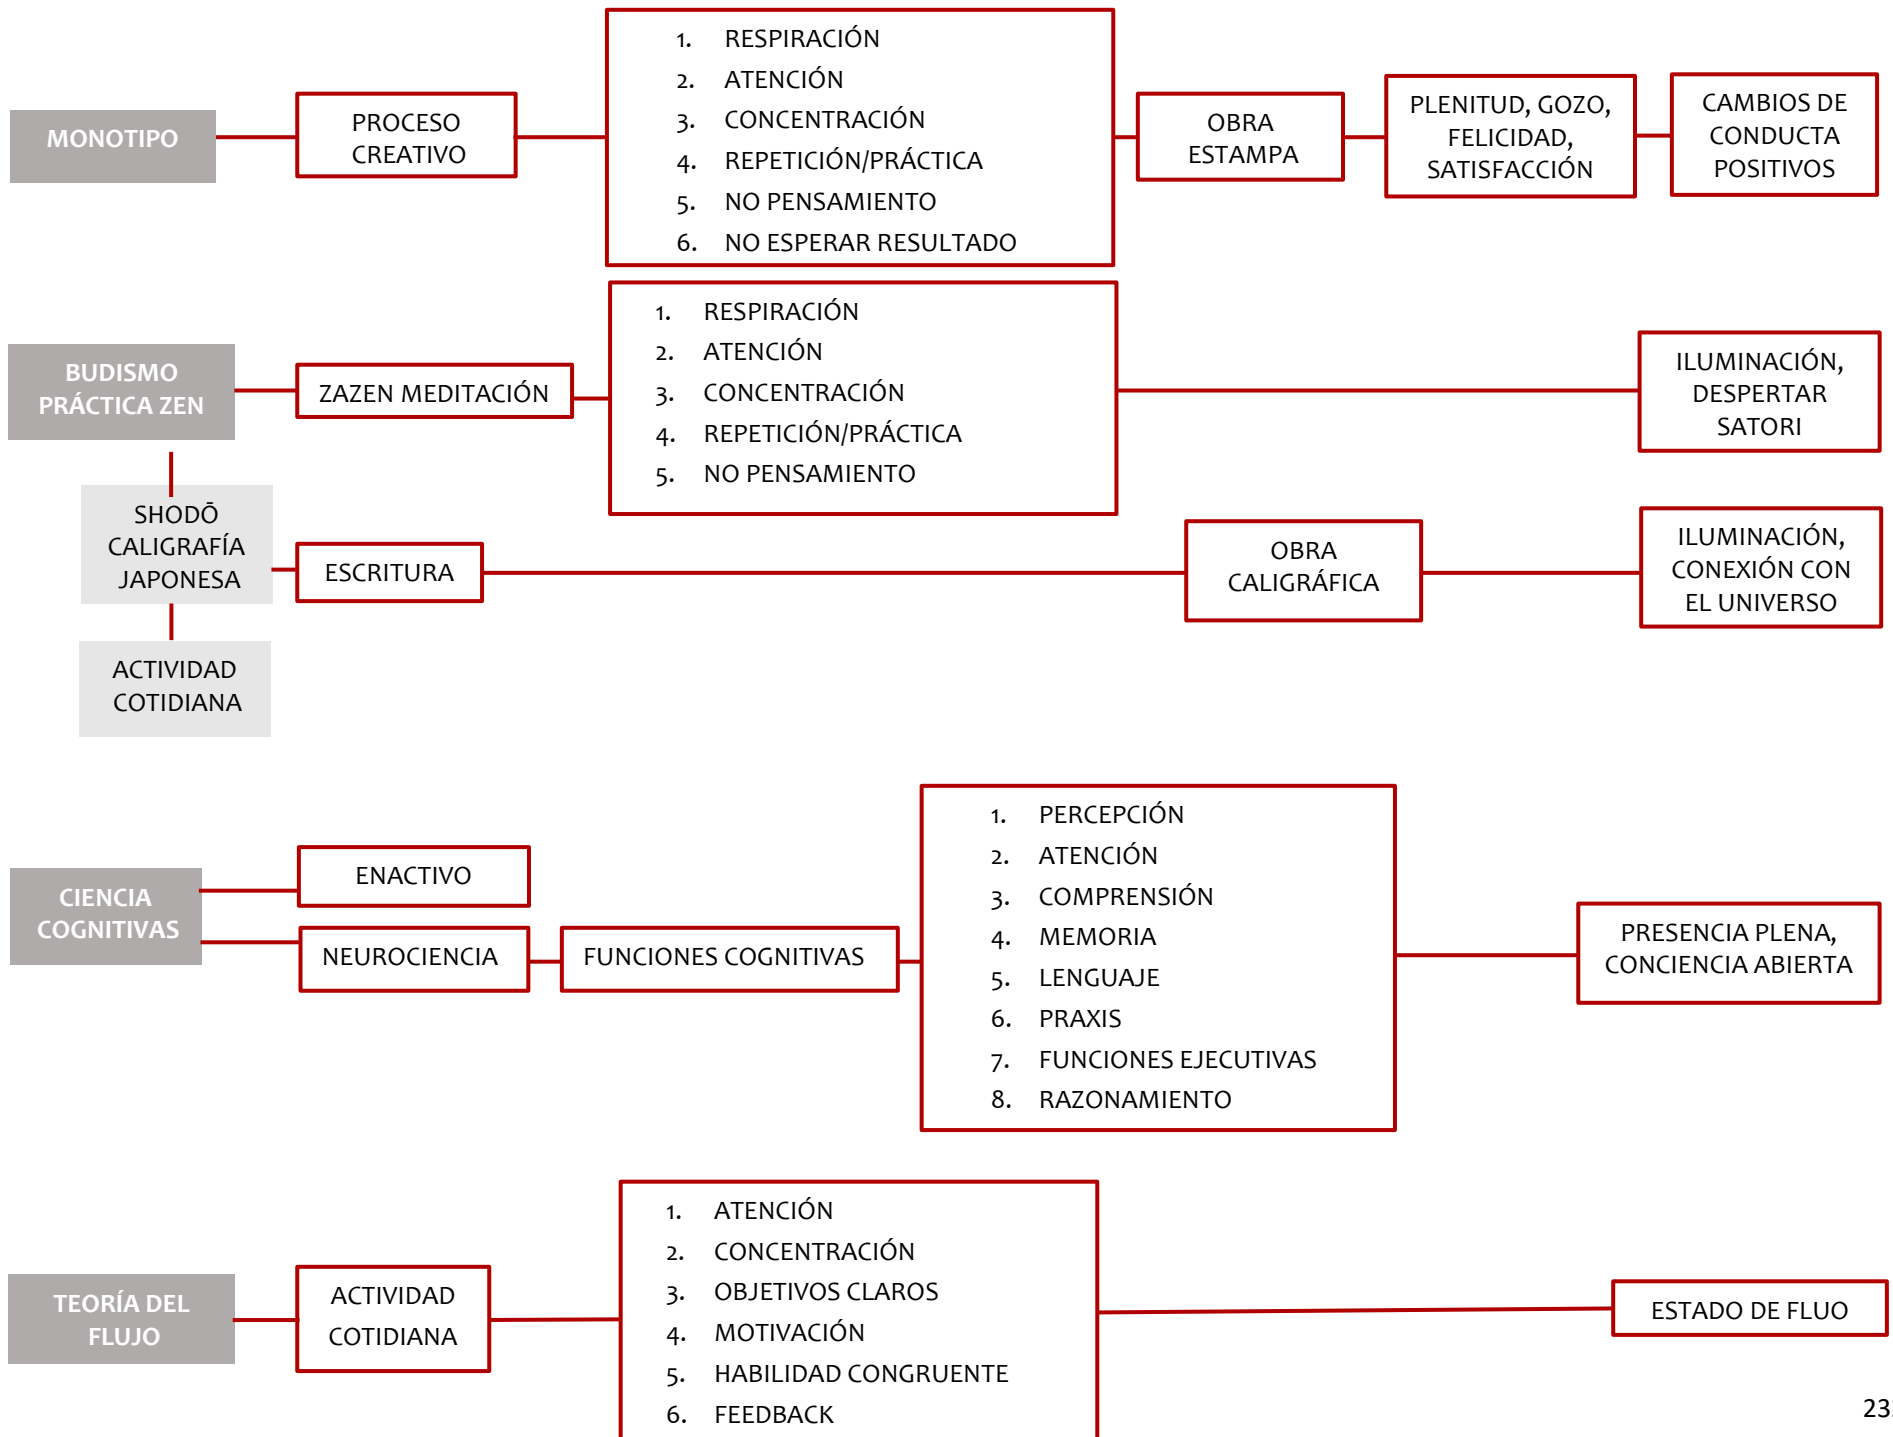 MONOTIPO
PROCESO
CREATIVO
1. RESPIRACIÓN
2. ATENCIÓN
3. CONCENTRACIÓN
4. REPETICIÓN/PRÁCTICA
5. NO PENSAMIENTO
6. NO ESPERAR RESULTADO
OBRA
ESTAMPA
PLENITUD, GOZO,
FELICIDAD,
SATISFACCIÓN
CAMBIOS DE
CONDUCTA
POSITIVOS
BUDISMO
PRÁCTICA ZEN
ZAZEN MEDITACIÓN
1. RESPIRACIÓN
2. ATENCIÓN
3. CONCENTRACIÓN
4. REPETICIÓN/PRÁCTICA
5. NO PENSAMIENTO
ILUMINACIÓN,
DESPERTAR
SATORI
SHODŌ
CALIGRAFÍA
JAPONESA
ESCRITURA
OBRA
CALIGRÁFICA
ILUMINACIÓN,
CONEXIÓN CON
EL UNIVERSO
ACTIVIDAD
COTIDIANA
CIENCIA
COGNITIVAS
ENACTIVO
NEUROCIENCIA
FUNCIONES COGNITIVAS
1. PERCEPCIÓN
2. ATENCIÓN
3. COMPRENSIÓN
4. MEMORIA
5. LENGUAJE
6. PRAXIS
7. FUNCIONES EJECUTIVAS
8. RAZONAMIENTO
PRESENCIA PLENA,
CONCIENCIA ABIERTA
TEORÍA DEL
FLUJO
ACTIVIDAD
COTIDIANA
1. ATENCIÓN
2. CONCENTRACIÓN
3. OBJETIVOS CLAROS
4. MOTIVACIÓN
5. HABILIDAD CONGRUENTE
6. FEEDBACK
ESTADO DE FLUO